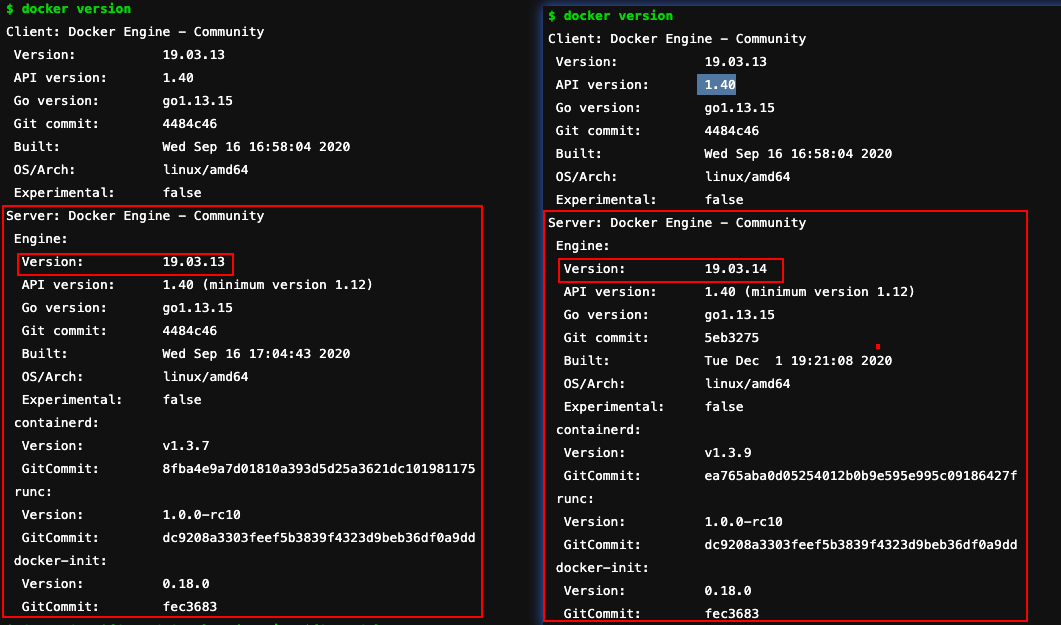 $ docker version
Client: Docker Engine - Community
Version: 19.03.13
API version: 1.40
Go version: go1.13.15
Git commit: 4484c46
Built: Wed Sep 16 16:58:04 2020
OS/Arch: linux/amd64
Experimental: false
Server: Docker Engine - Community
Engine:
Version: 19.03.13
API version: 1.40 (minimum version 1.12)
Go version: go1.13.15
Git commit: 4484c46
Built: Wed Sep 16 17:04:43 2020
OS/Arch: linux/amd64
Experimental: false
containerd:
Version: v1.3.7
GitCommit: 8fba4e9a7d01810a393d5d25a3621dc101981175
runc:
Version: 1.0.0-rc10
GitCommit: dc9208a3303feef5b3839f4323d9beb36df0a9dd
docker-init:
Version: 0.18.0
GitCommit: fec3683
$ docker version
Client: Docker Engine - Community
Version: 19.03.13
API version: 1.40
Go version: go1.13.15
Git commit: 4484c46
Built: Wed Sep 16 16:58:04 2020
OS/Arch: linux/amd64
Experimental: false
Server: Docker Engine - Community
Engine:
Version: 19.03.14
API version: 1.40 (minimum version 1.12)
Go version: go1.13.15
Git commit: 5eb3275
Built: Tue Dec  1 19:21:08 2020
OS/Arch: linux/amd64
Experimental: false
containerd:
Version: v1.3.9
GitCommit: ea765aba0d05254012b0b9e595e995c09186427f
runc:
Version: 1.0.0-rc10
GitCommit: dc9208a3303feef5b3839f4323d9beb36df0a9dd
docker-init:
Version: 0.18.0
GitCommit: fec3683